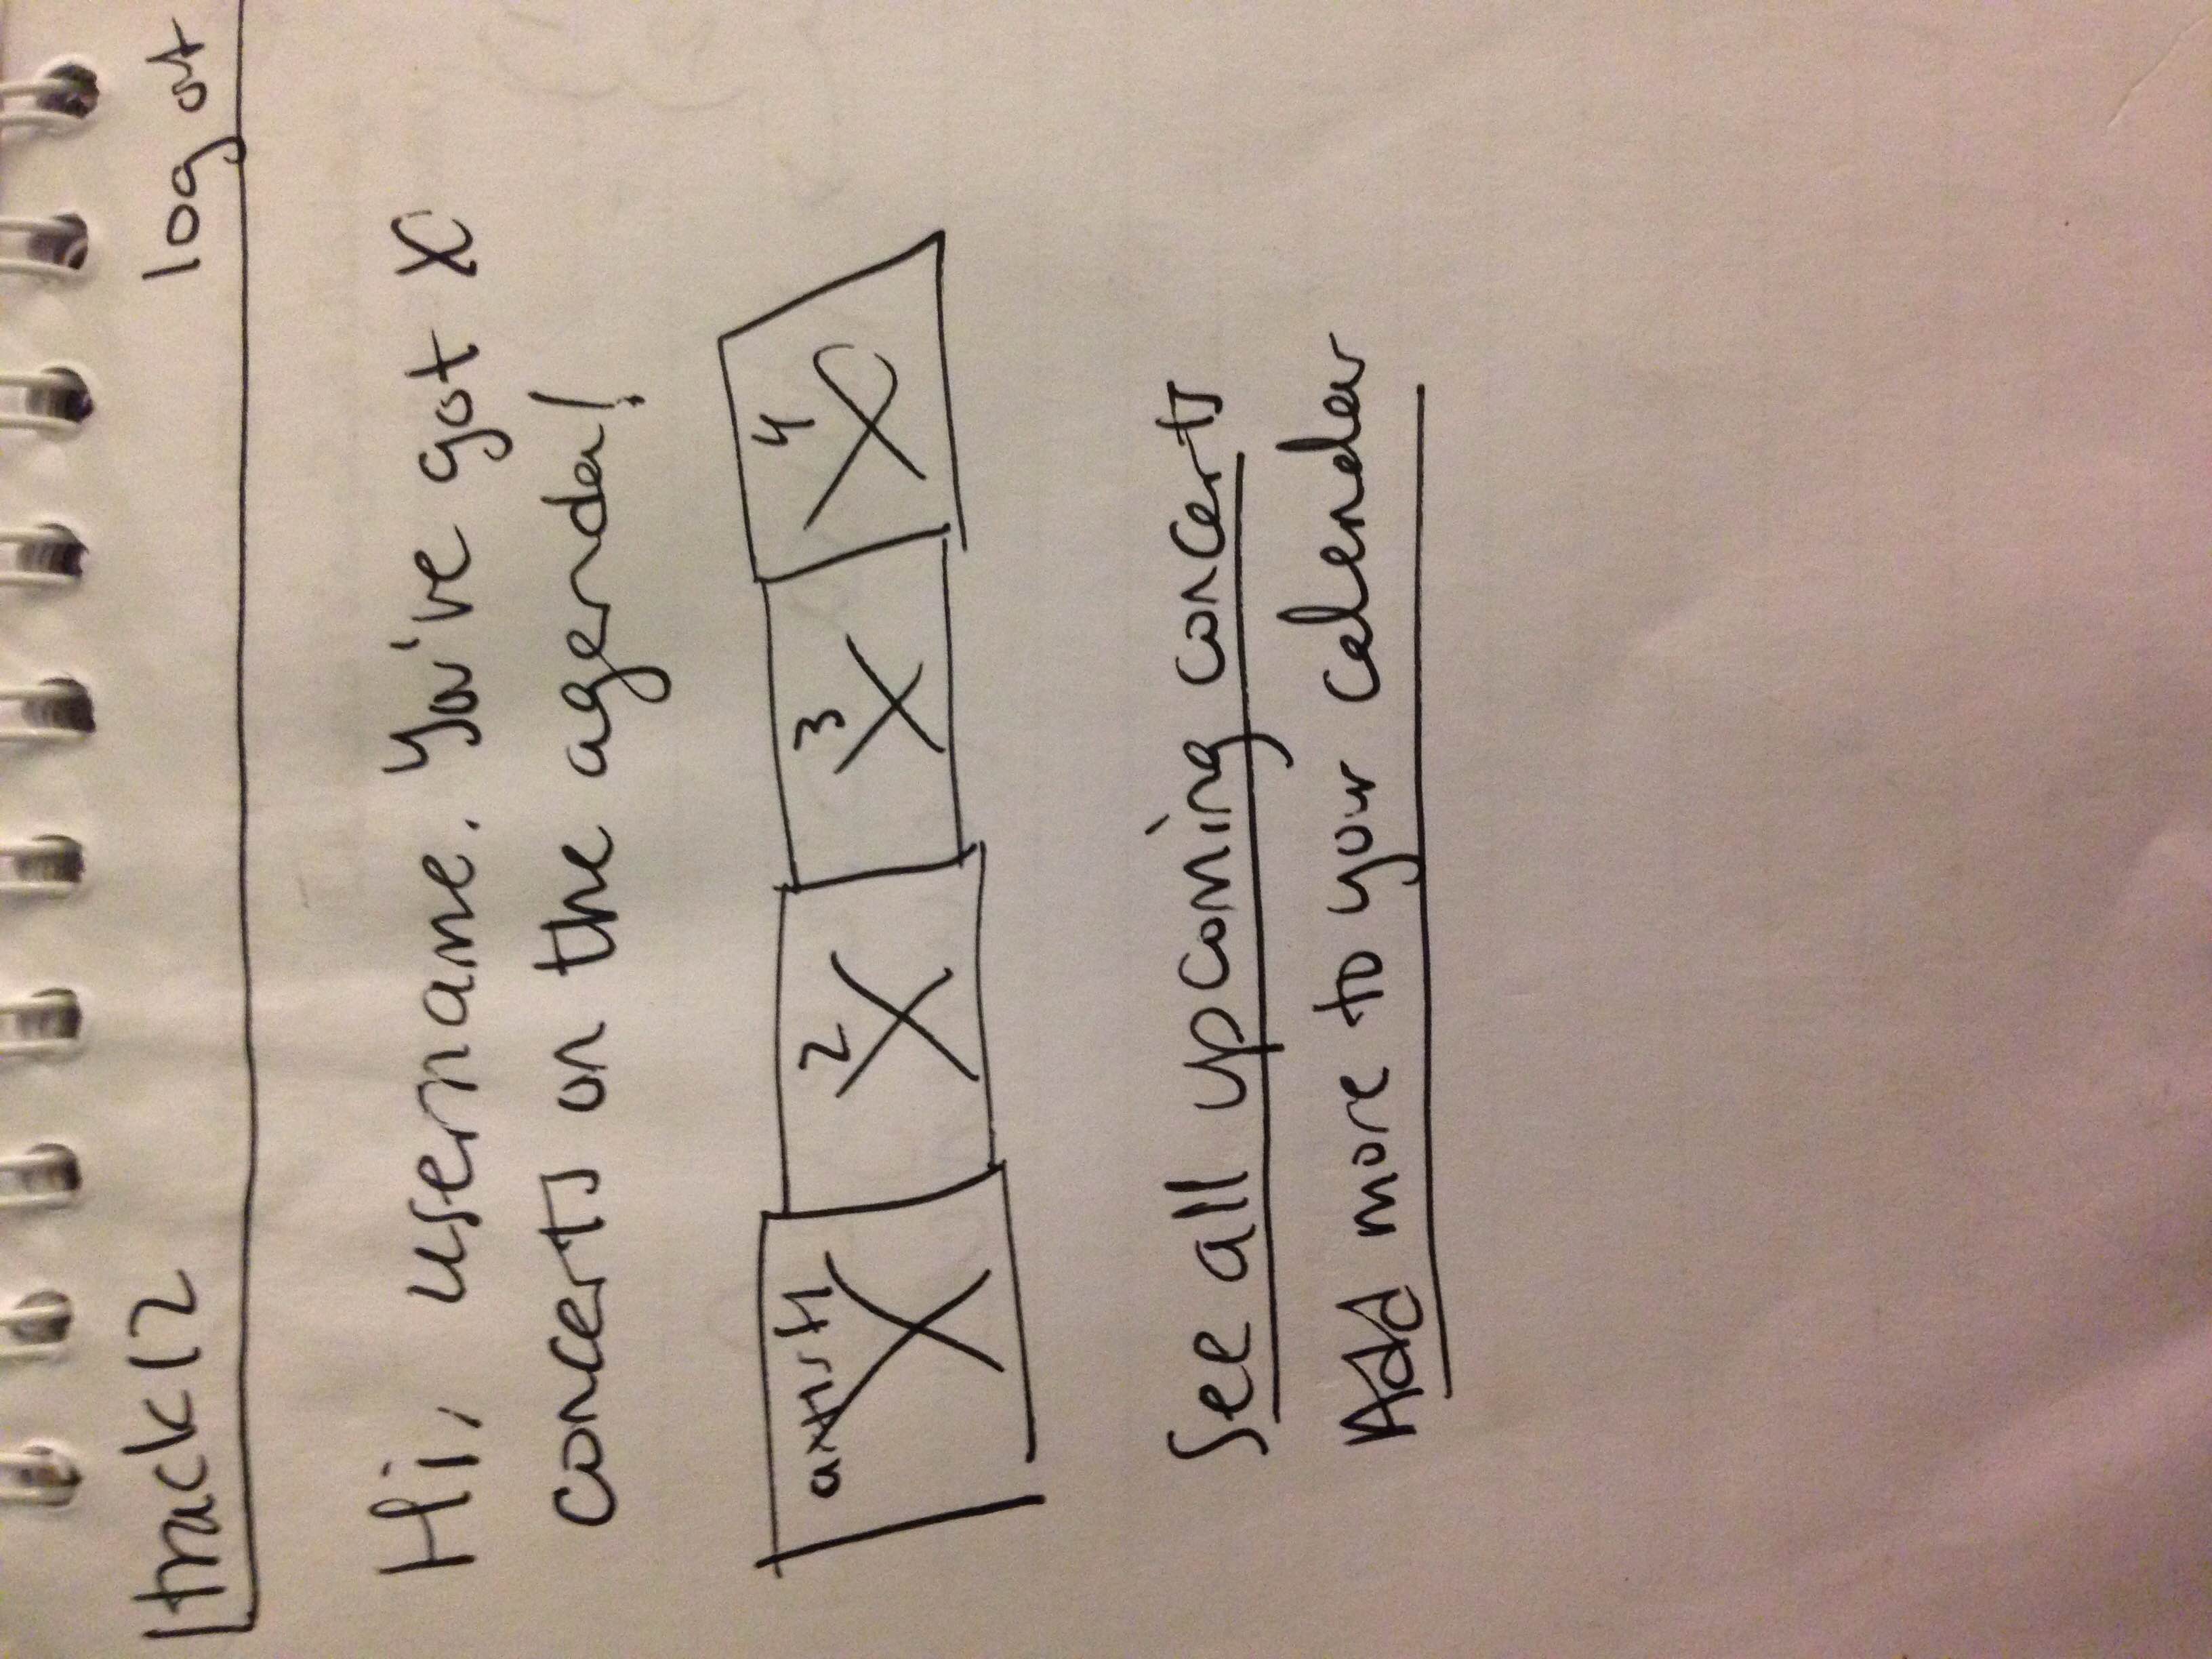 track12 log out
Hi, username. You've got X
concerts on the agenda!
artist1 2 3 4
See all upcoming concerts
Add more to your calendar